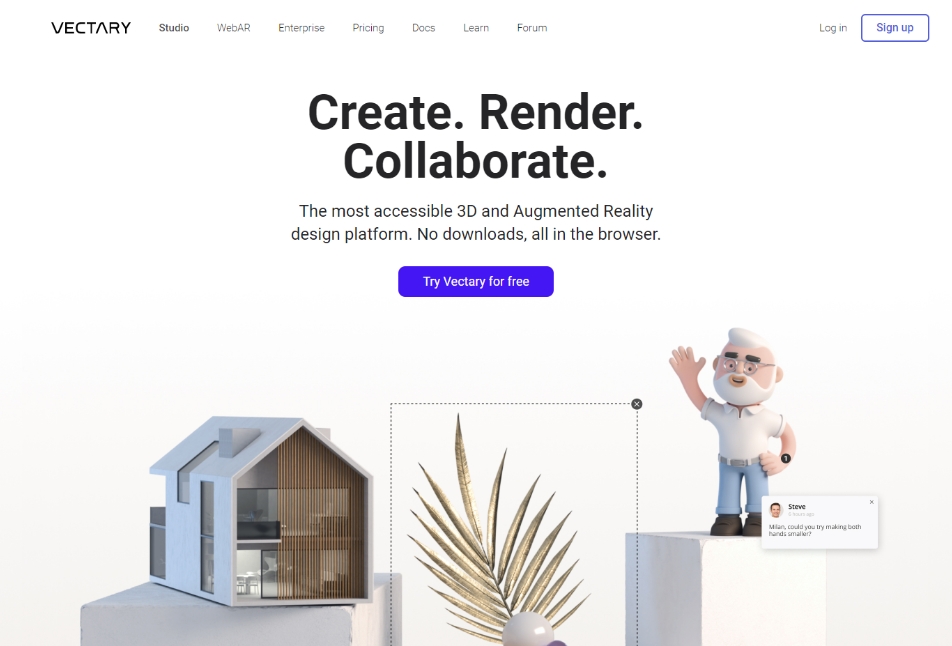 VECTARY Studio WebAR Enterprise Pricing Docs Learn Forum Log in Sign up
Create. Render.
Collaborate.
The most accessible 3D and Augmented Reality
design platform. No downloads, all in the browser.
Try Vectary for free
1
Steve
hours ago
Milan, could you try making both
hands smaller?